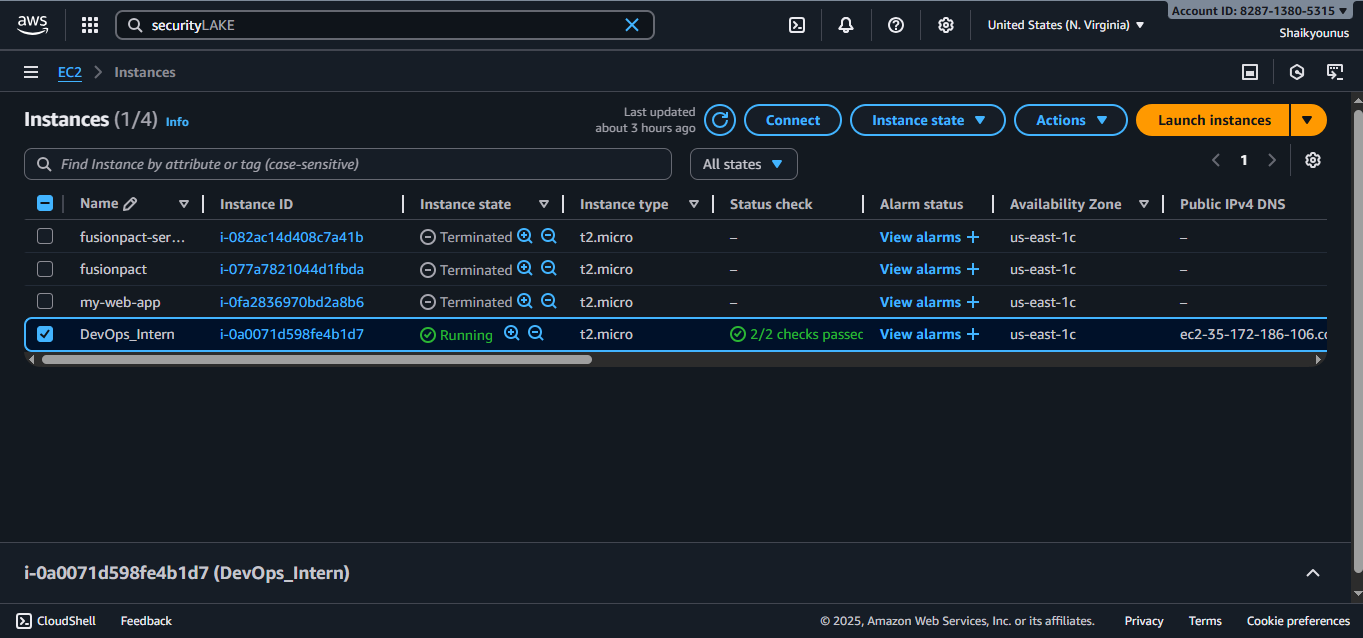 aws
securityLAKE
United States (N. Virginia)
Account ID: 8287-1380-5315
Shaikyounus
EC2 Instances
Instances (1/4) Info
Last updated
about 3 hours ago
Connect
Instance state
Actions
Launch instances
Find Instance by attribute or tag (case-sensitive)
All states
1
Name Instance ID Instance state Instance type Status check Alarm status Availability Zone Public IPv4 DNS
fusionpact-ser... i-082ac14d408c7a41b Terminated t2.micro – View alarms + us-east-1c –
fusionpact i-077a7821044d1fbda Terminated t2.micro – View alarms + us-east-1c –
my-web-app i-0fa2836970bd2a8b6 Terminated t2.micro – View alarms + us-east-1c –
DevOps_Intern i-0a0071d598fe4b1d7 Running t2.micro 2/2 checks passed View alarms + us-east-1c ec2-35-172-186-106.co
i-0a0071d598fe4b1d7 (DevOps_Intern)
CloudShell Feedback © 2025, Amazon Web Services, Inc. or its affiliates. Privacy Terms Cookie preferences